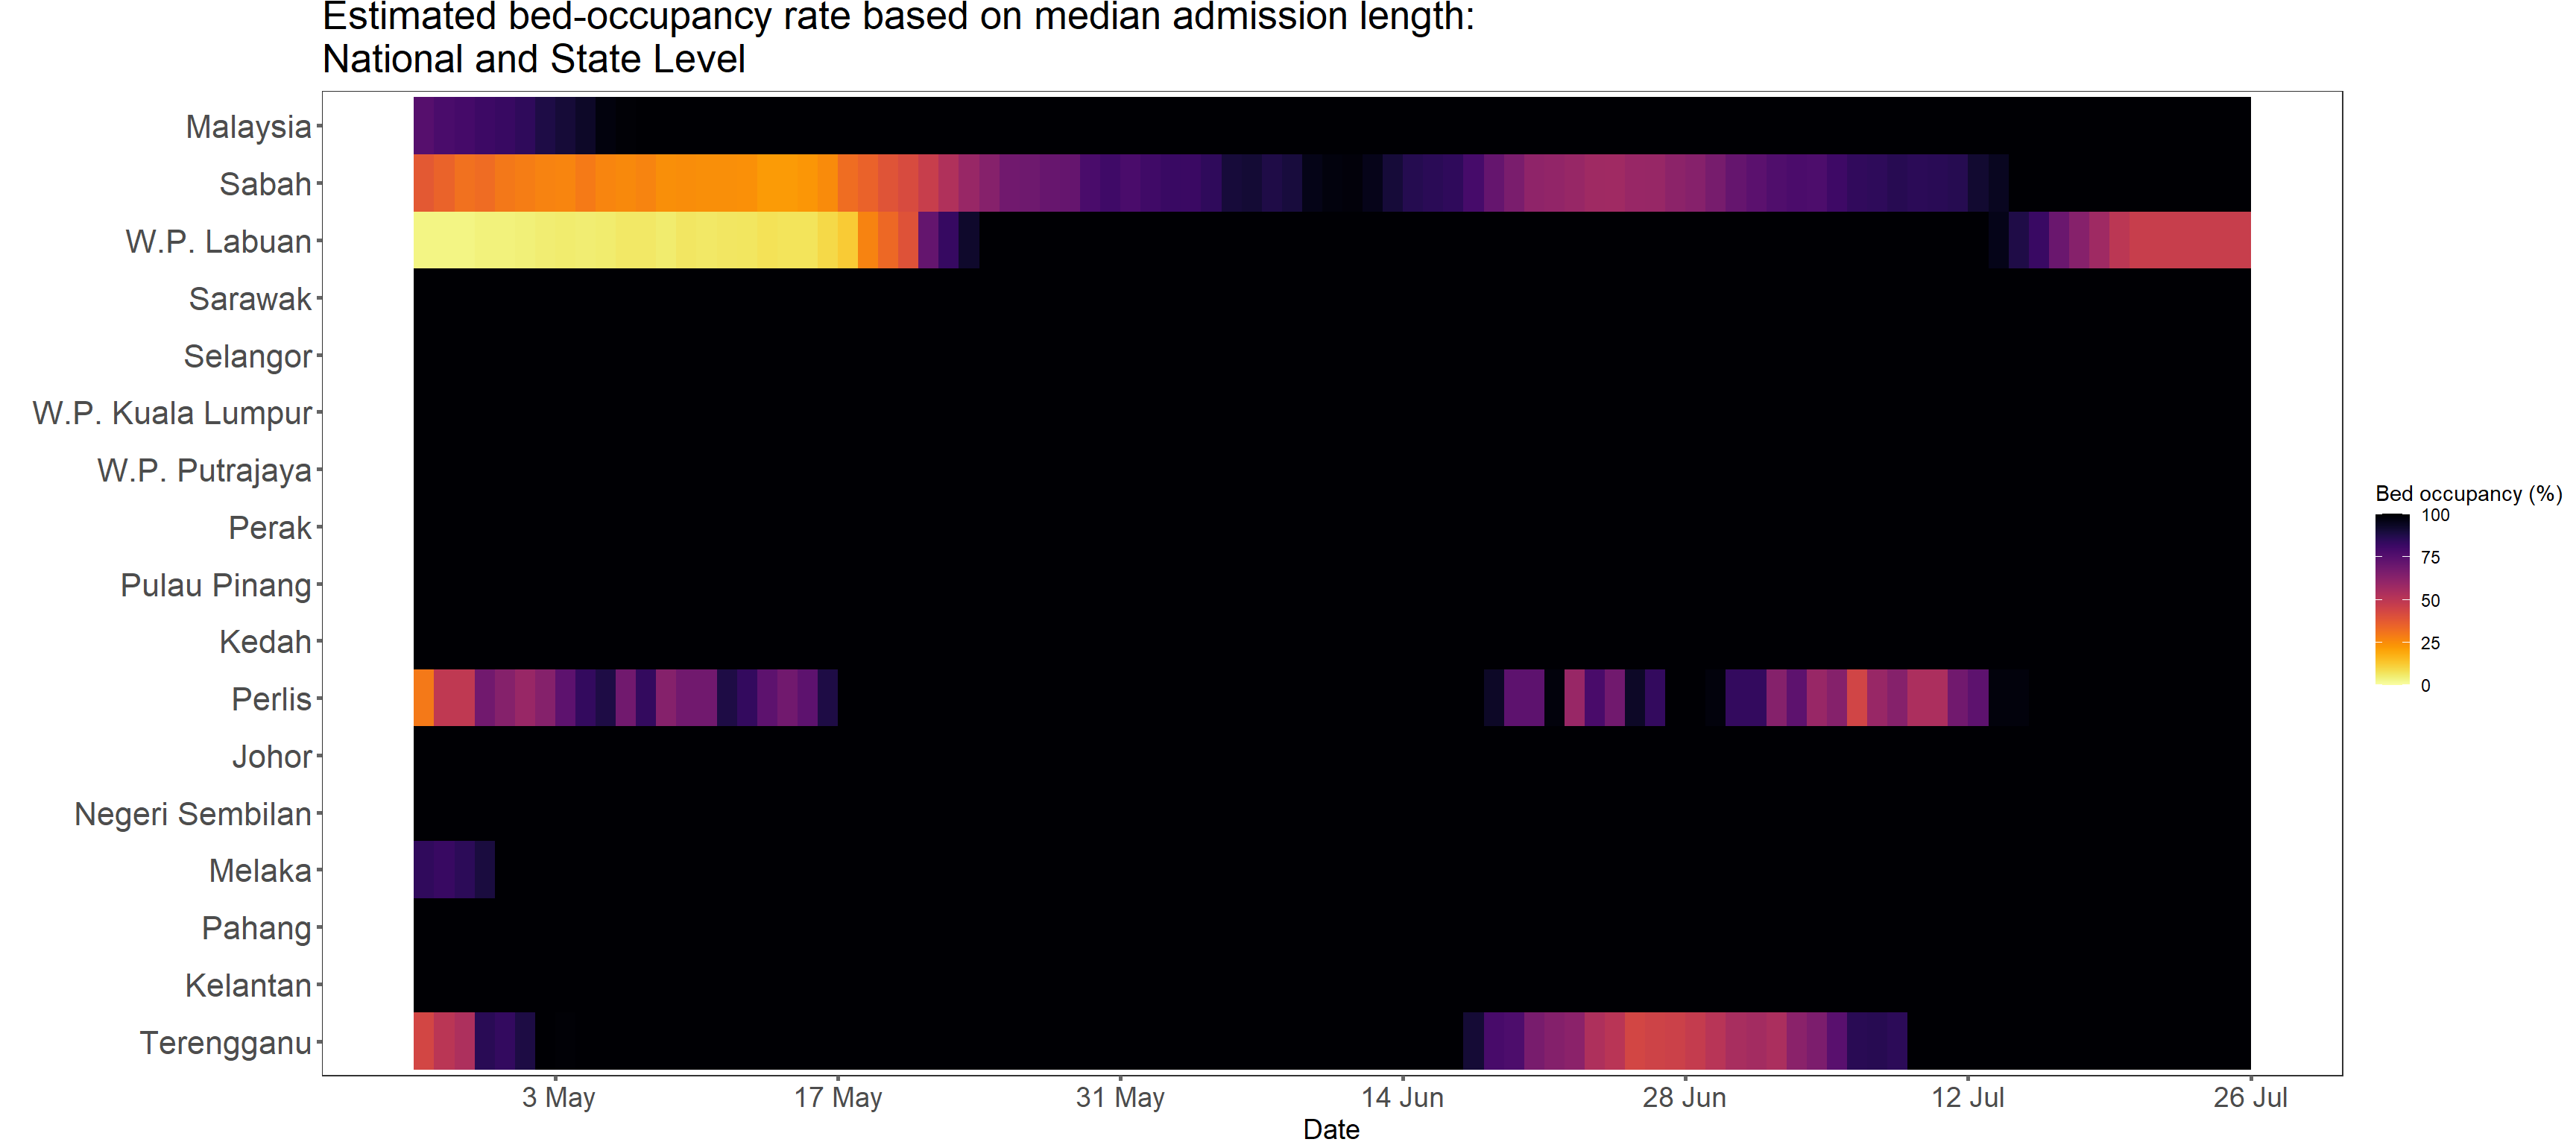 Estimated bed-occupancy rate based on median admission length:
National and State Level
Malaysia
Sabah
W.P. Labuan
Sarawak
Selangor
W.P. Kuala Lumpur
W.P. Putrajaya
Perak
Pulau Pinang
Kedah
Perlis
Johor
Negeri Sembilan
Melaka
Pahang
Kelantan
Terengganu
3 May 17 May 31 May 14 Jun 28 Jun 12 Jul 26 Jul
Date
Bed occupancy (%)
100
75
50
25
0